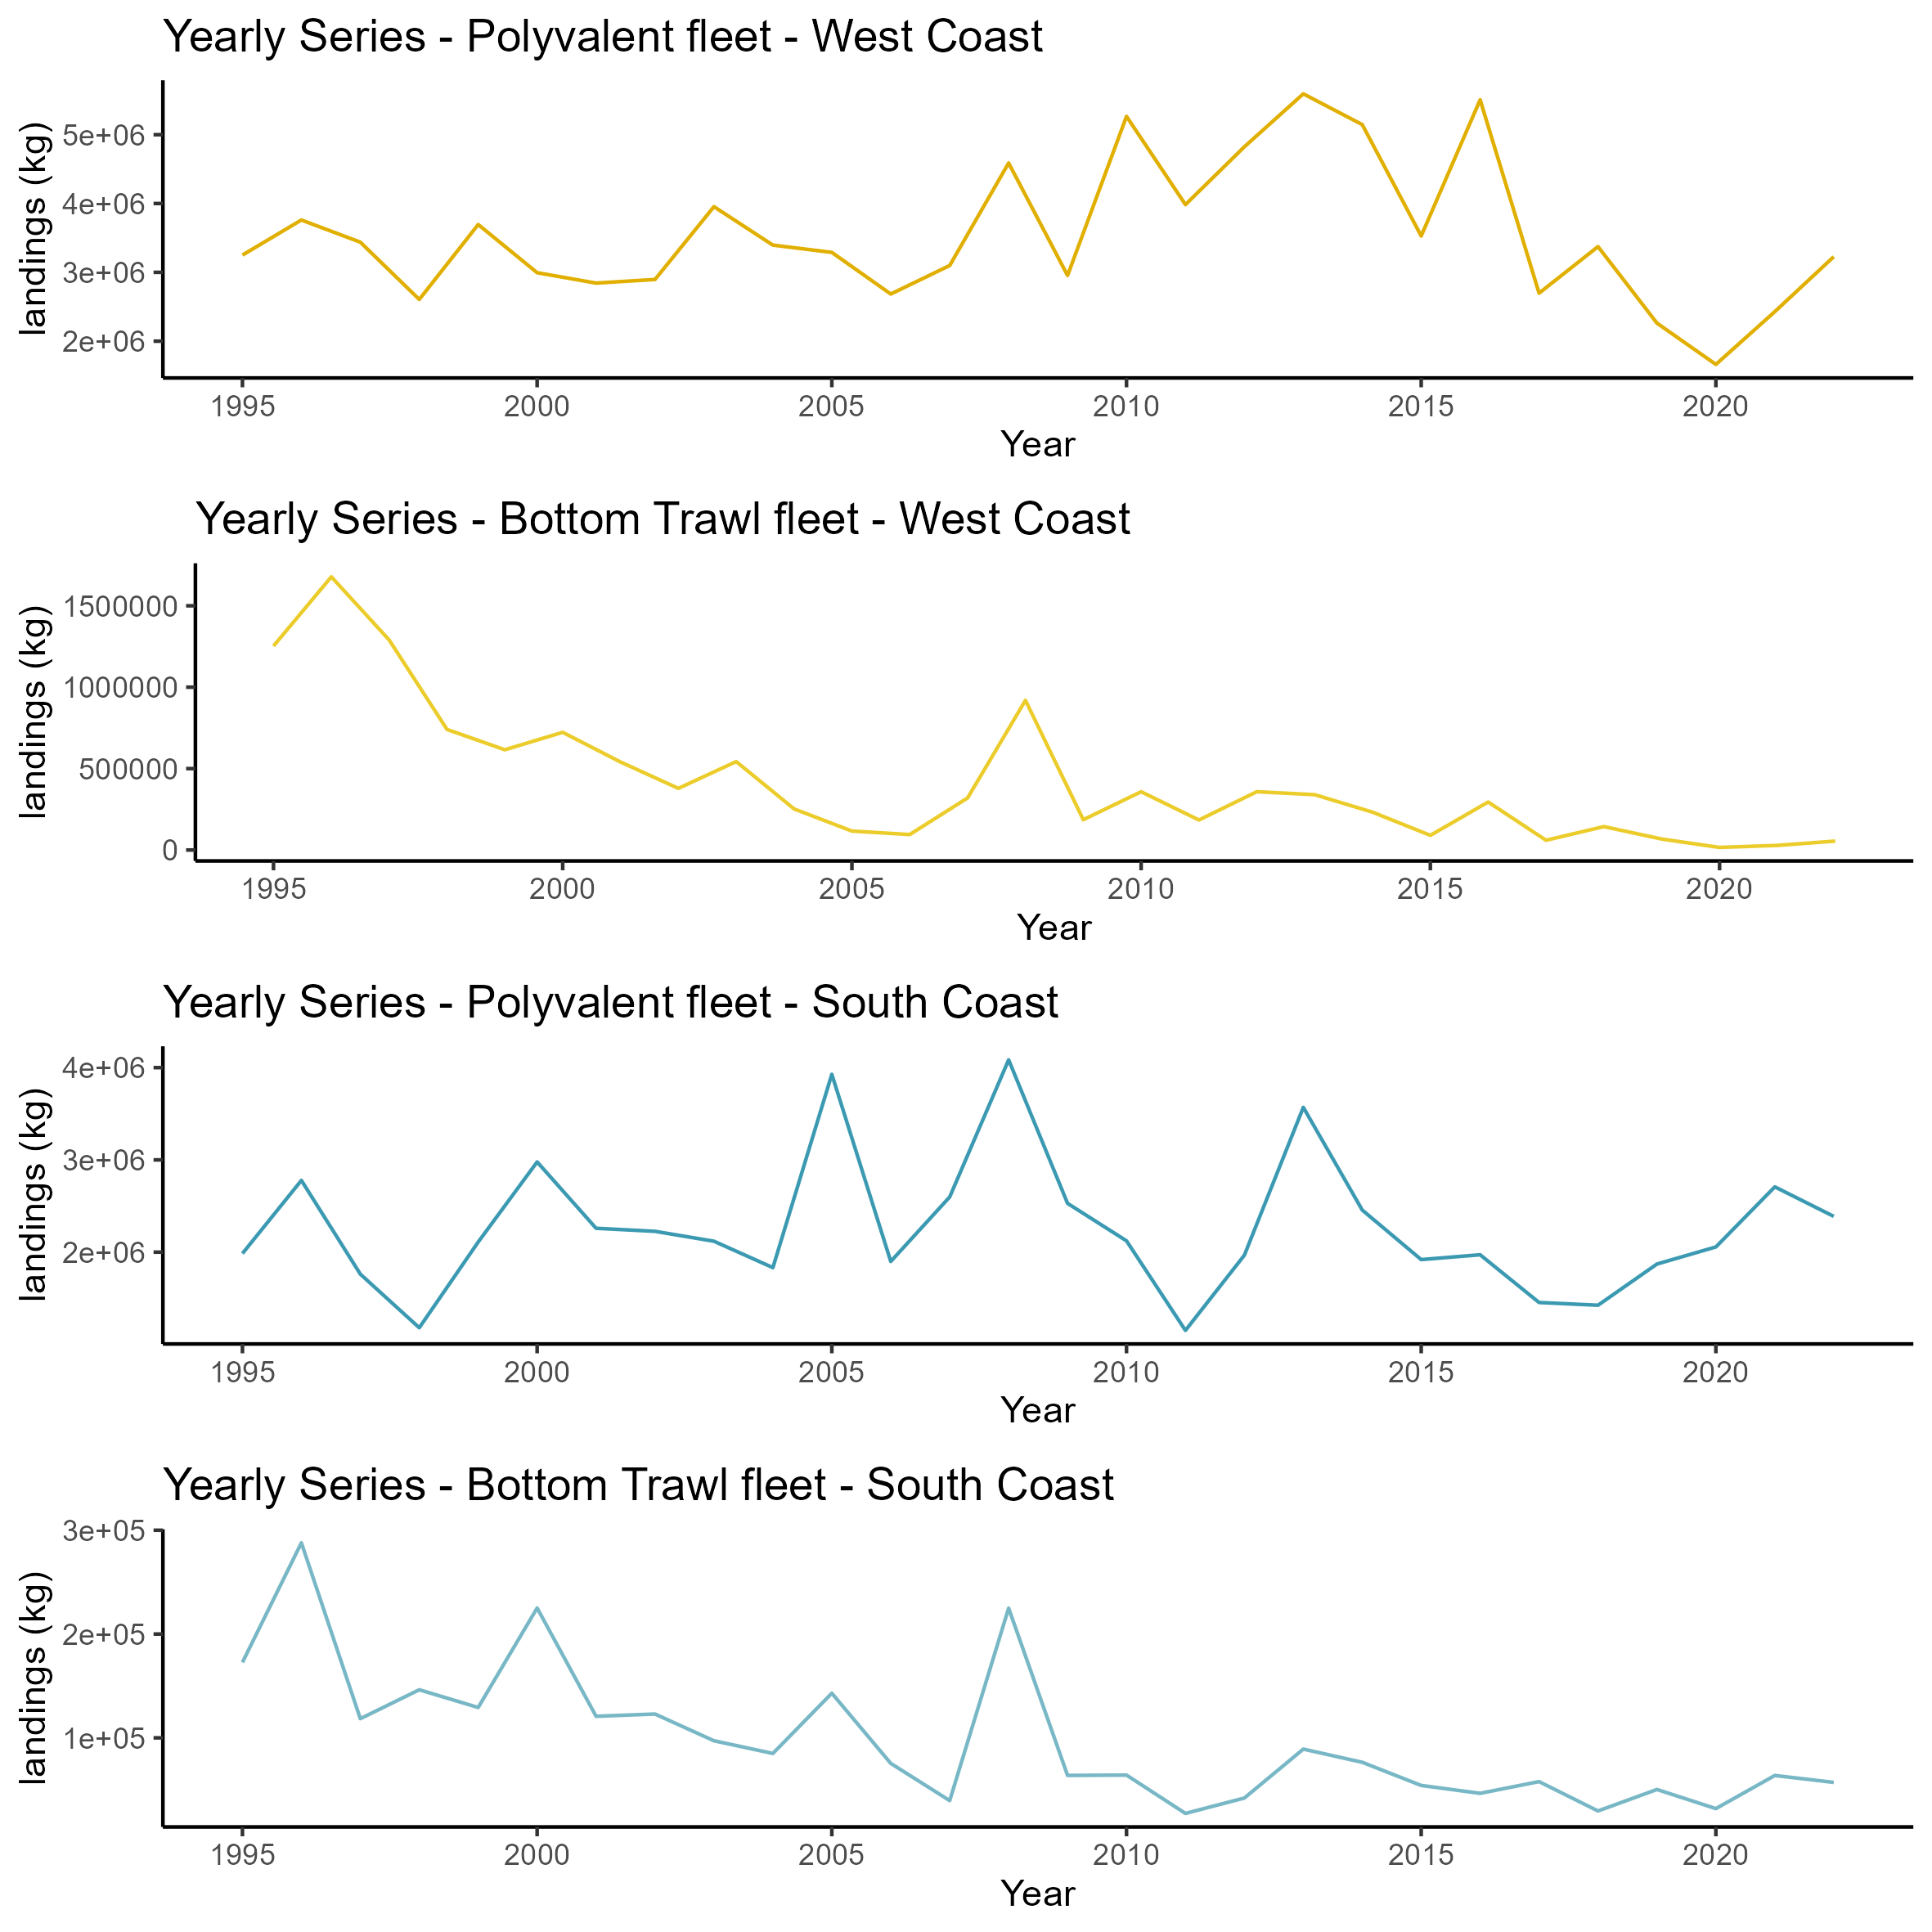 Yearly Series - Polyvalent fleet - West Coast
landings (kg)
5e+06
4e+06
3e+06
2e+06
1995 2000 2005 2010 2015 2020
Year
Yearly Series - Bottom Trawl fleet - West Coast
landings (kg)
1500000
1000000
500000
0
1995 2000 2005 2010 2015 2020
Year
Yearly Series - Polyvalent fleet - South Coast
landings (kg)
4e+06
3e+06
2e+06
1995 2000 2005 2010 2015 2020
Year
Yearly Series - Bottom Trawl fleet - South Coast
landings (kg)
3e+05
2e+05
1e+05
1995 2000 2005 2010 2015 2020
Year